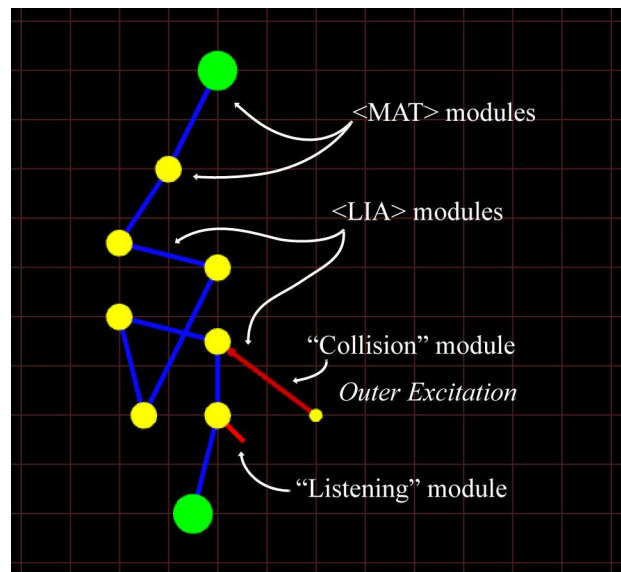 <MAT> modules
<LIA> modules
“Collision” module
Outer Excitation
“Listening” module